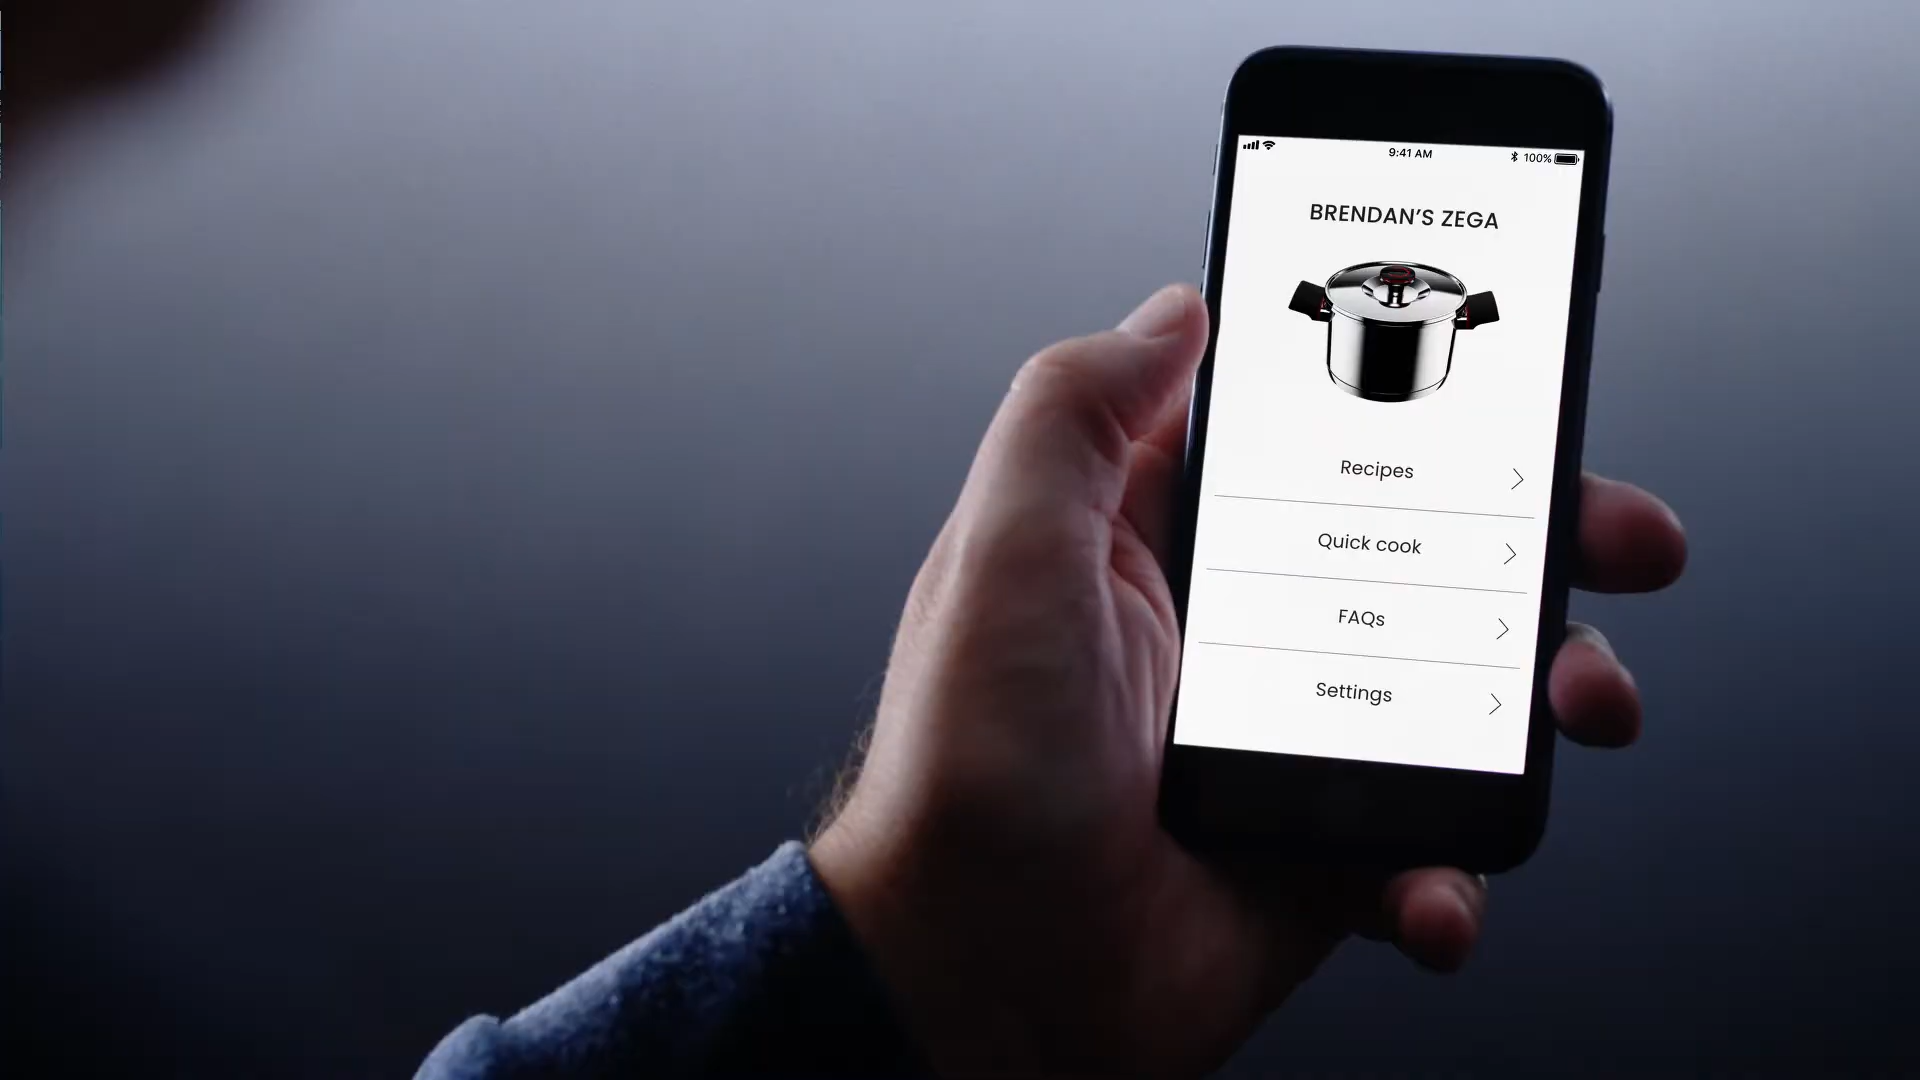 9:41 AM
100%
BRENDAN’S ZEGA
Recipes
Quick cook
FAQs
Settings